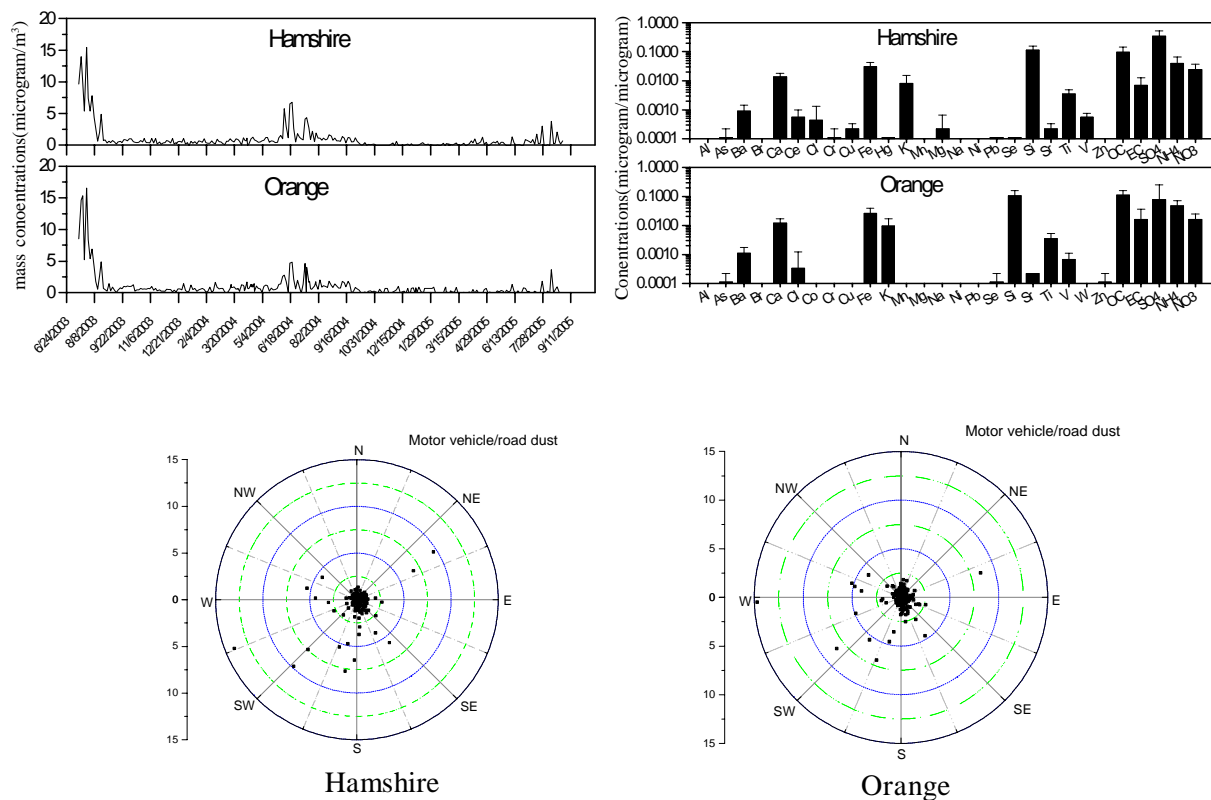 mass conoentrations(microgram/m³)
20
15
10
5
0
Hamshire
20
15
10
5
0
Orange
6/24/2003 8/8/2003 9/22/2003 11/6/2003 12/21/2003 2/4/2004 3/20/2004 5/4/2004 6/18/2004 8/2/2004 9/16/2004 10/31/2004 12/15/2004 1/29/2005 3/15/2005 4/29/2005 6/13/2005 7/28/2005 9/11/2005
Conentrations(microgram/microgram)
1.0000
0.1000
0.0100
0.0010
0.0001
Hamshire
Al As Ba Br Ca Ce Cl Cr Cu Fe Hg K Mn Mg Na Ni Pb Se Si Sr Ti V Zn OC EC SO4 NH4 NO3
1.0000
0.1000
0.0100
0.0010
0.0001
Orange
Al As Ba Br Ca Cl Co Cr Cu Fe K Mn Mg Na Ni Pb Se Si Sr Ti V W Zn OC EC SO4 NH4 NO3
Motor vehicle/road dust
15
10
5
0
5
10
15
N
NE
E
SE
S
SW
W
NW
Hamshire
Motor vehicle/road dust
15
10
5
0
5
10
15
N
NE
E
SE
S
SW
W
NW
Orange